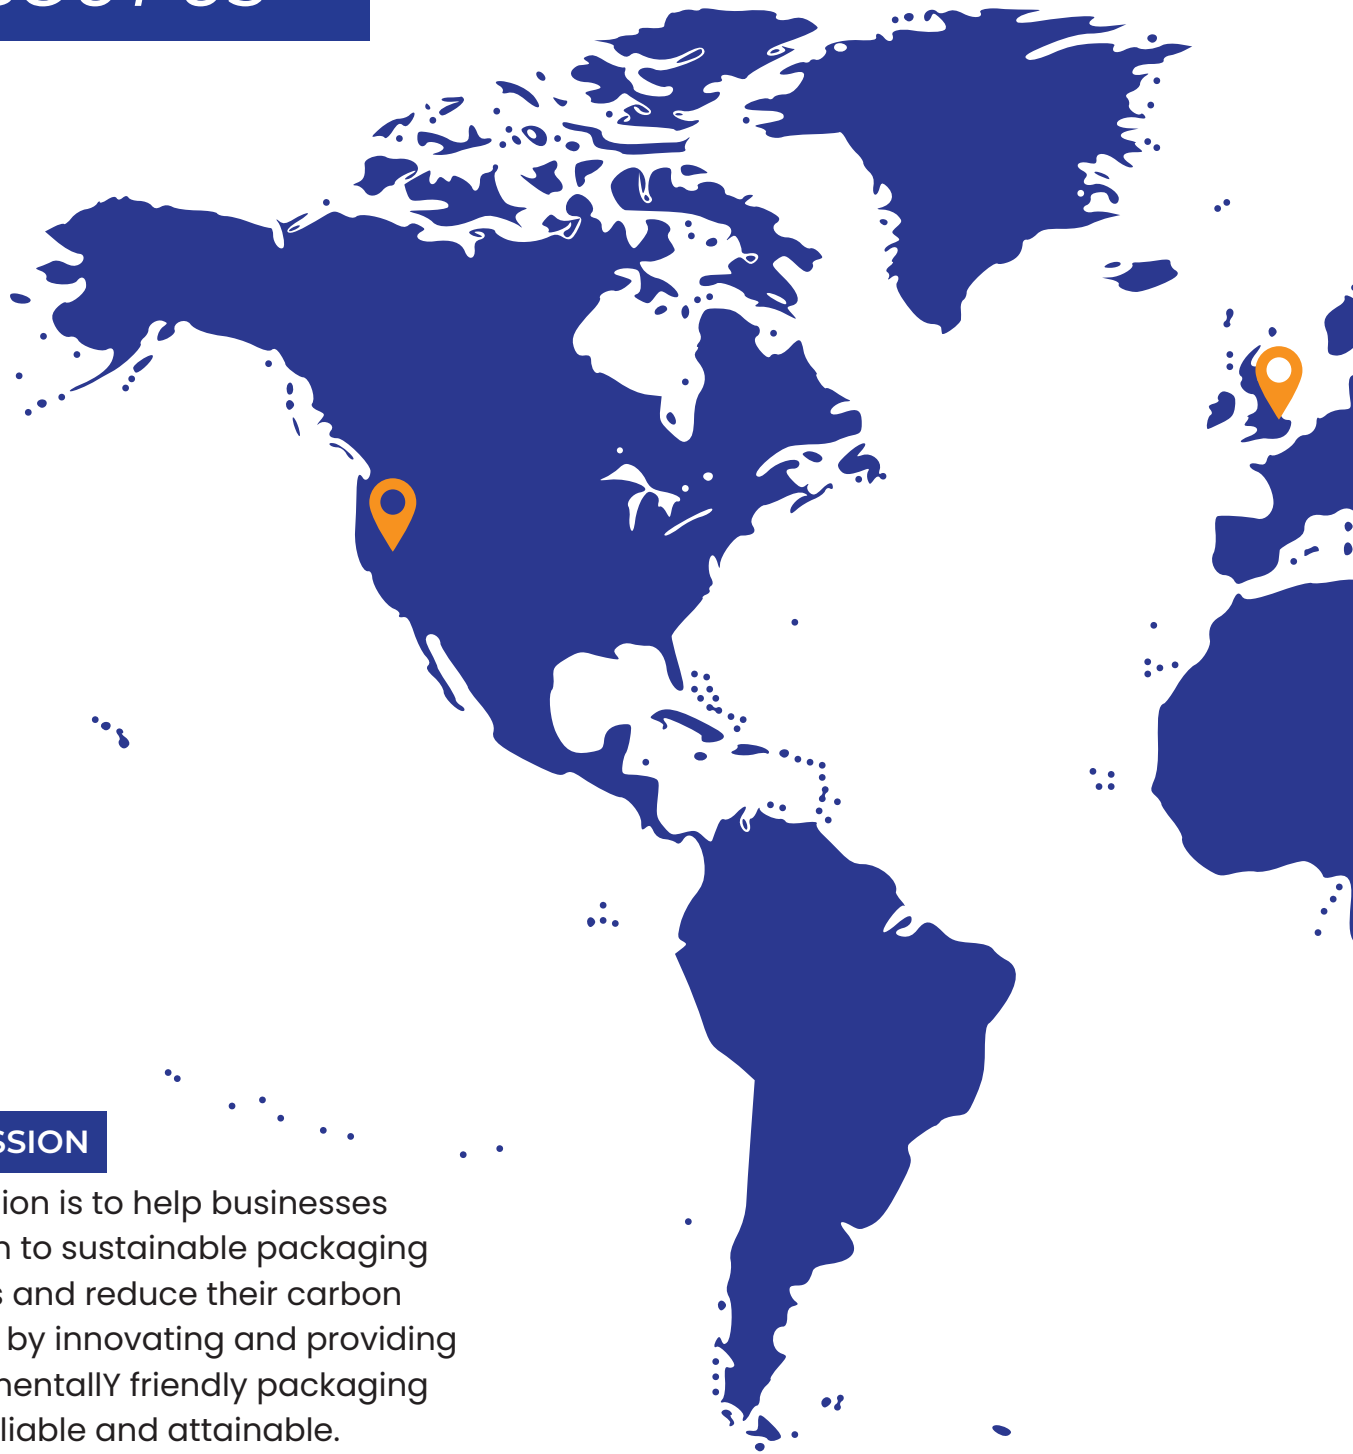 SSION
ion is to help businesses
to sustainable packaging
and reduce their carbon
by innovating and providing
mentallY friendly packaging
liable and attainable.